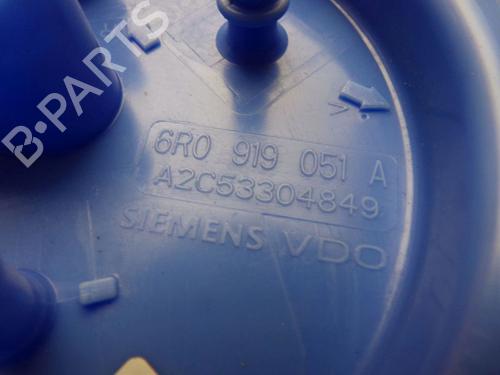 B-PARTS
6R0 919 051 A
A2C53304849
SIEMENS VDO